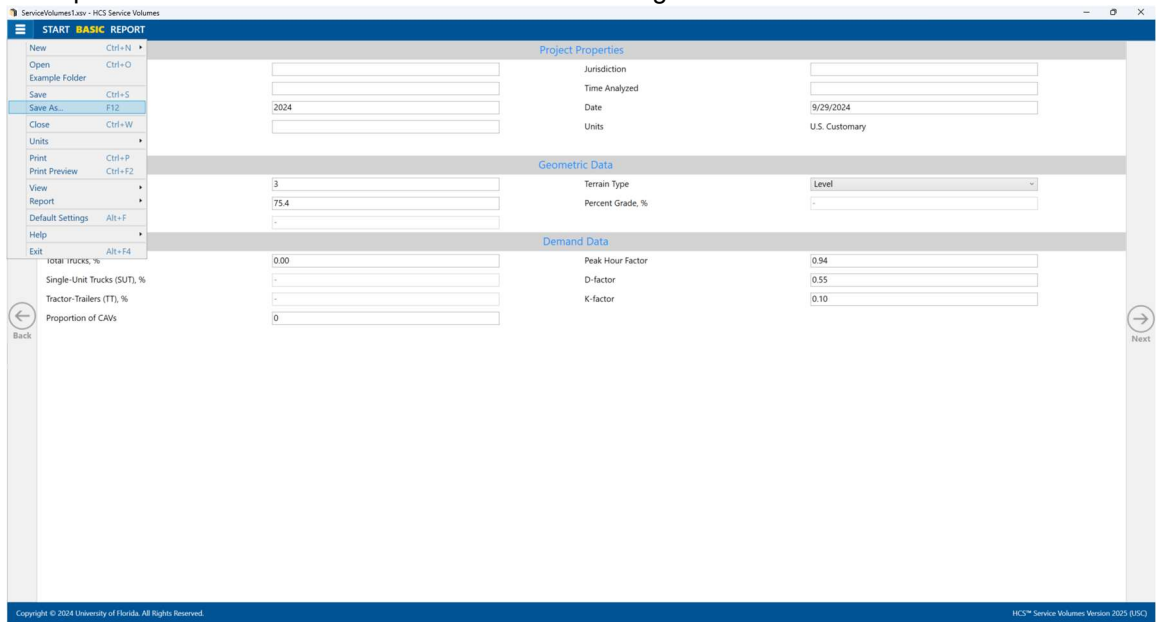 ServiceVolumes1.xsv - HCS Service Volumes
START BASIC REPORT
New Ctrl+N
Open Ctrl+O
Example Folder
Save Ctrl+S
Save As... F12
Close Ctrl+W
Units
Print Ctrl+P
Print Preview Ctrl+F2
View
Report
Default Settings Alt+F
Help
Exit Alt+F4
Project Properties
Jurisdiction
Time Analyzed
2024 Date 9/29/2024
Units U.S. Customary
Geometric Data
3 Terrain Type Level
75.4 Percent Grade, % -
-
Demand Data
Total Trucks, % 0.00 Peak Hour Factor 0.94
Single-Unit Trucks (SUT), % - D-factor 0.55
Tractor-Trailers (TT), % - K-factor 0.10
Proportion of CAVs 0
Back
Next
Copyright © 2024 University of Florida. All Rights Reserved. HCS™ Service Volumes Version 2025 (USC)